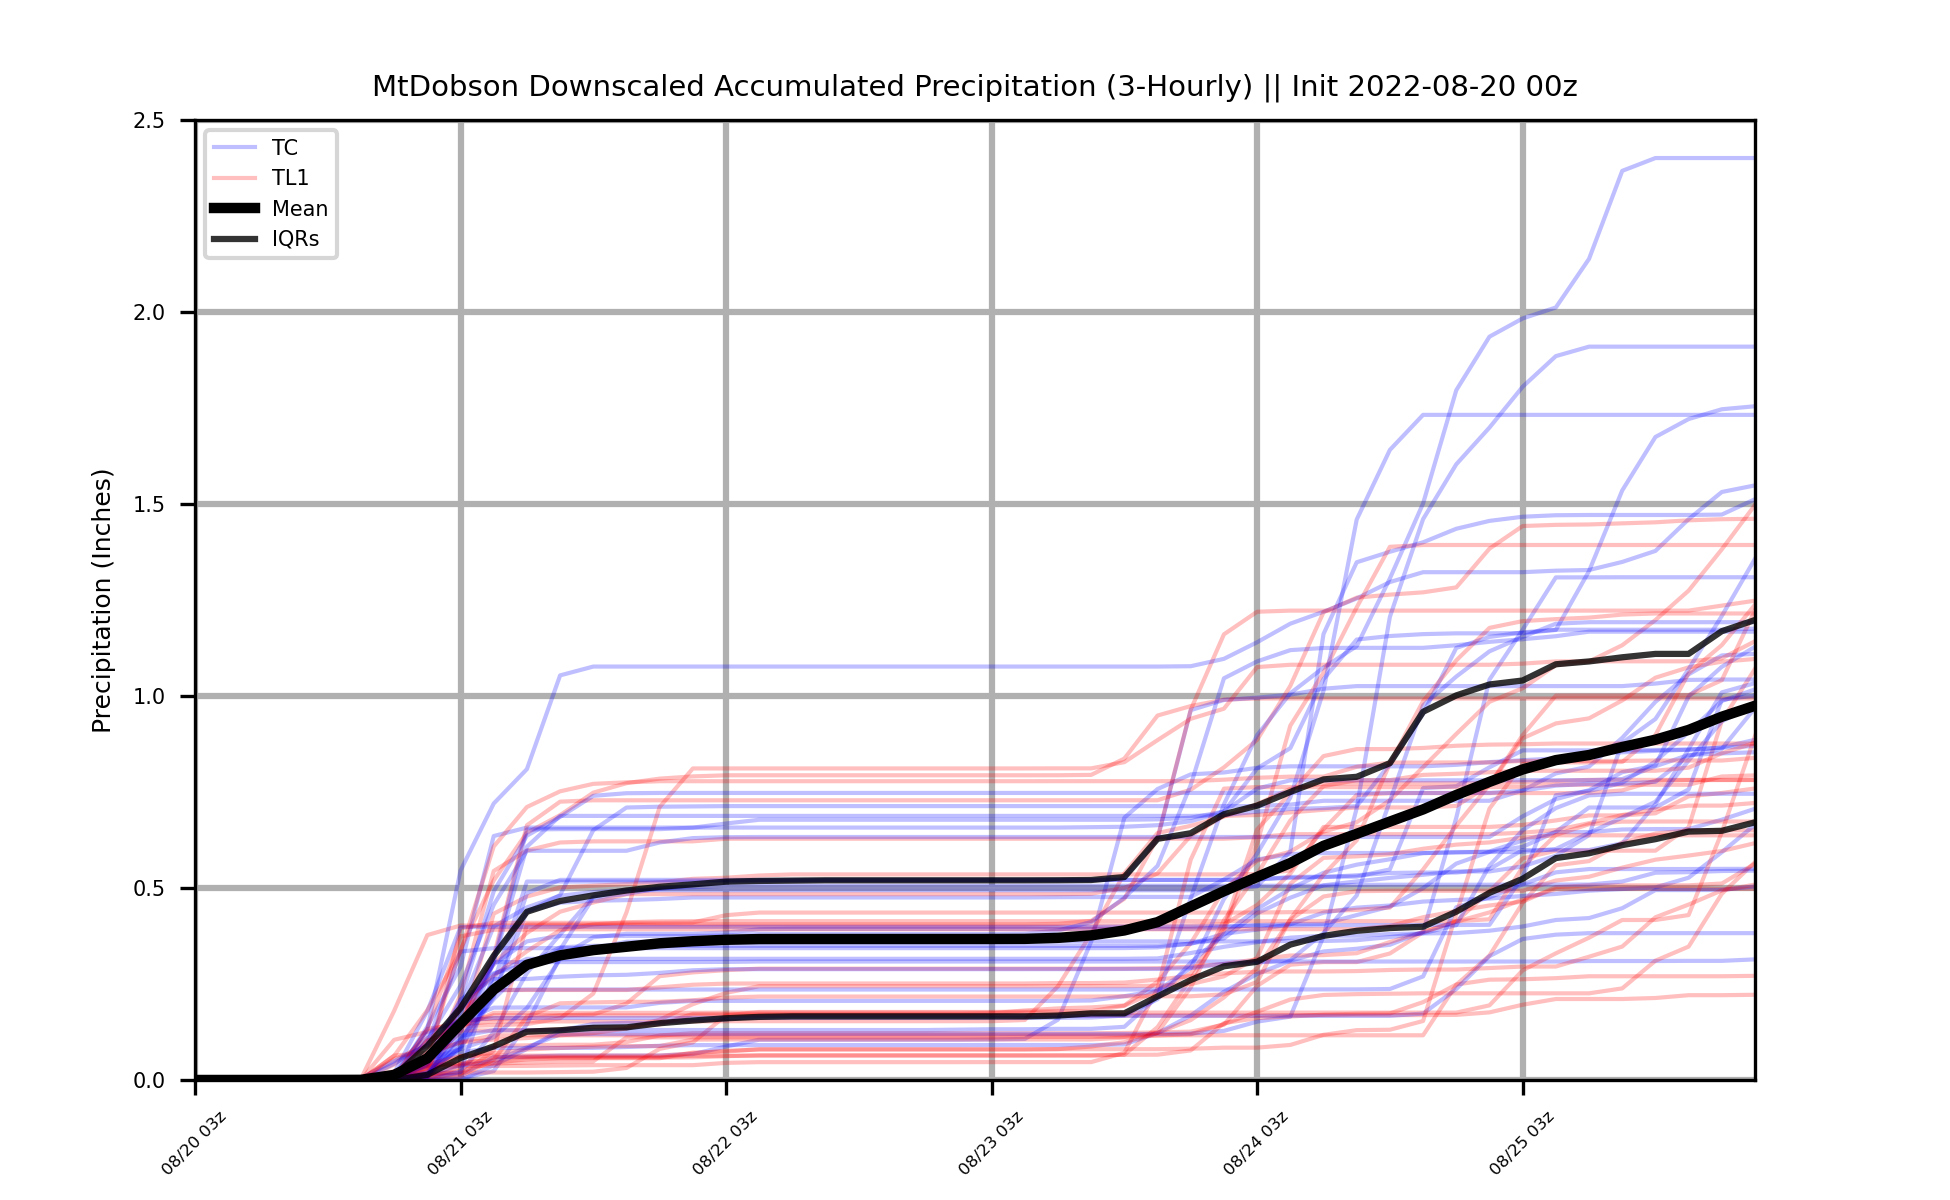 MtDobson Downscaled Accumulated Precipitation (3-Hourly) || Init 2022-08-20 00z
TC
TL1
Mean
IQRs
Precipitation (Inches)
2.5
2.0
1.5
1.0
0.5
0.0
08/20 03z
08/21 03z
08/22 03z
08/23 03z
08/24 03z
08/25 03z